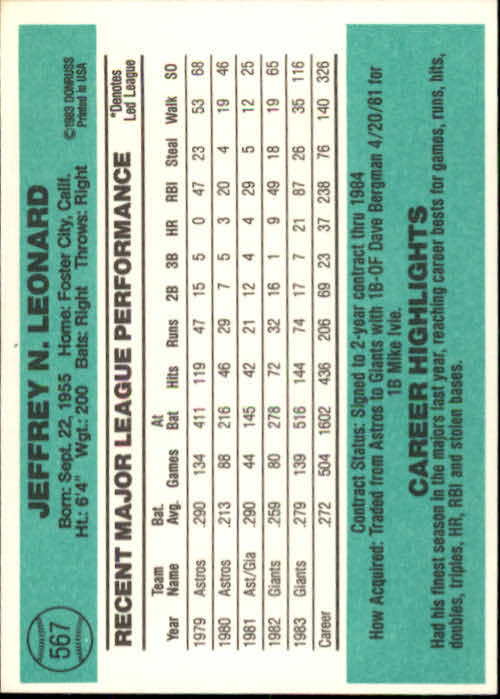 567
JEFFREY N. LEONARD
©1983 DONRUSS
Printed in USA
Born: Sept. 22, 1955 Home: Foster City, Calif.
Ht.: 6'4" Wgt.: 200 Bats: Right Throws: Right
RECENT MAJOR LEAGUE PERFORMANCE
*Denotes
Led League
Year Team Name Bat. Avg. Games At Bat Hits Runs 2B 3B HR RBI Steal Walk SO
1979 Astros .290 134 411 119 47 15 5 0 47 23 53 68
1980 Astros .213 88 216 46 29 7 5 3 20 4 19 46
1981 Ast/Gia .290 44 145 42 21 12 4 4 29 5 12 25
1982 Giants .259 80 278 72 32 16 1 9 49 18 19 65
1983 Giants .279 139 516 144 74 17 7 21 87 26 35 116
Career .272 504 1602 436 206 69 23 37 238 76 140 326
Contract Status: Signed to 2-year contract thru 1984
How Acquired: Traded from Astros to Giants with 1B-OF Dave Bergman 4/20/81 for
1B Mike Ivie.
CAREER HIGHLIGHTS
Had his finest season in the majors last year, reaching career bests for games, runs, hits,
doubles, triples, HR, RBI and stolen bases.